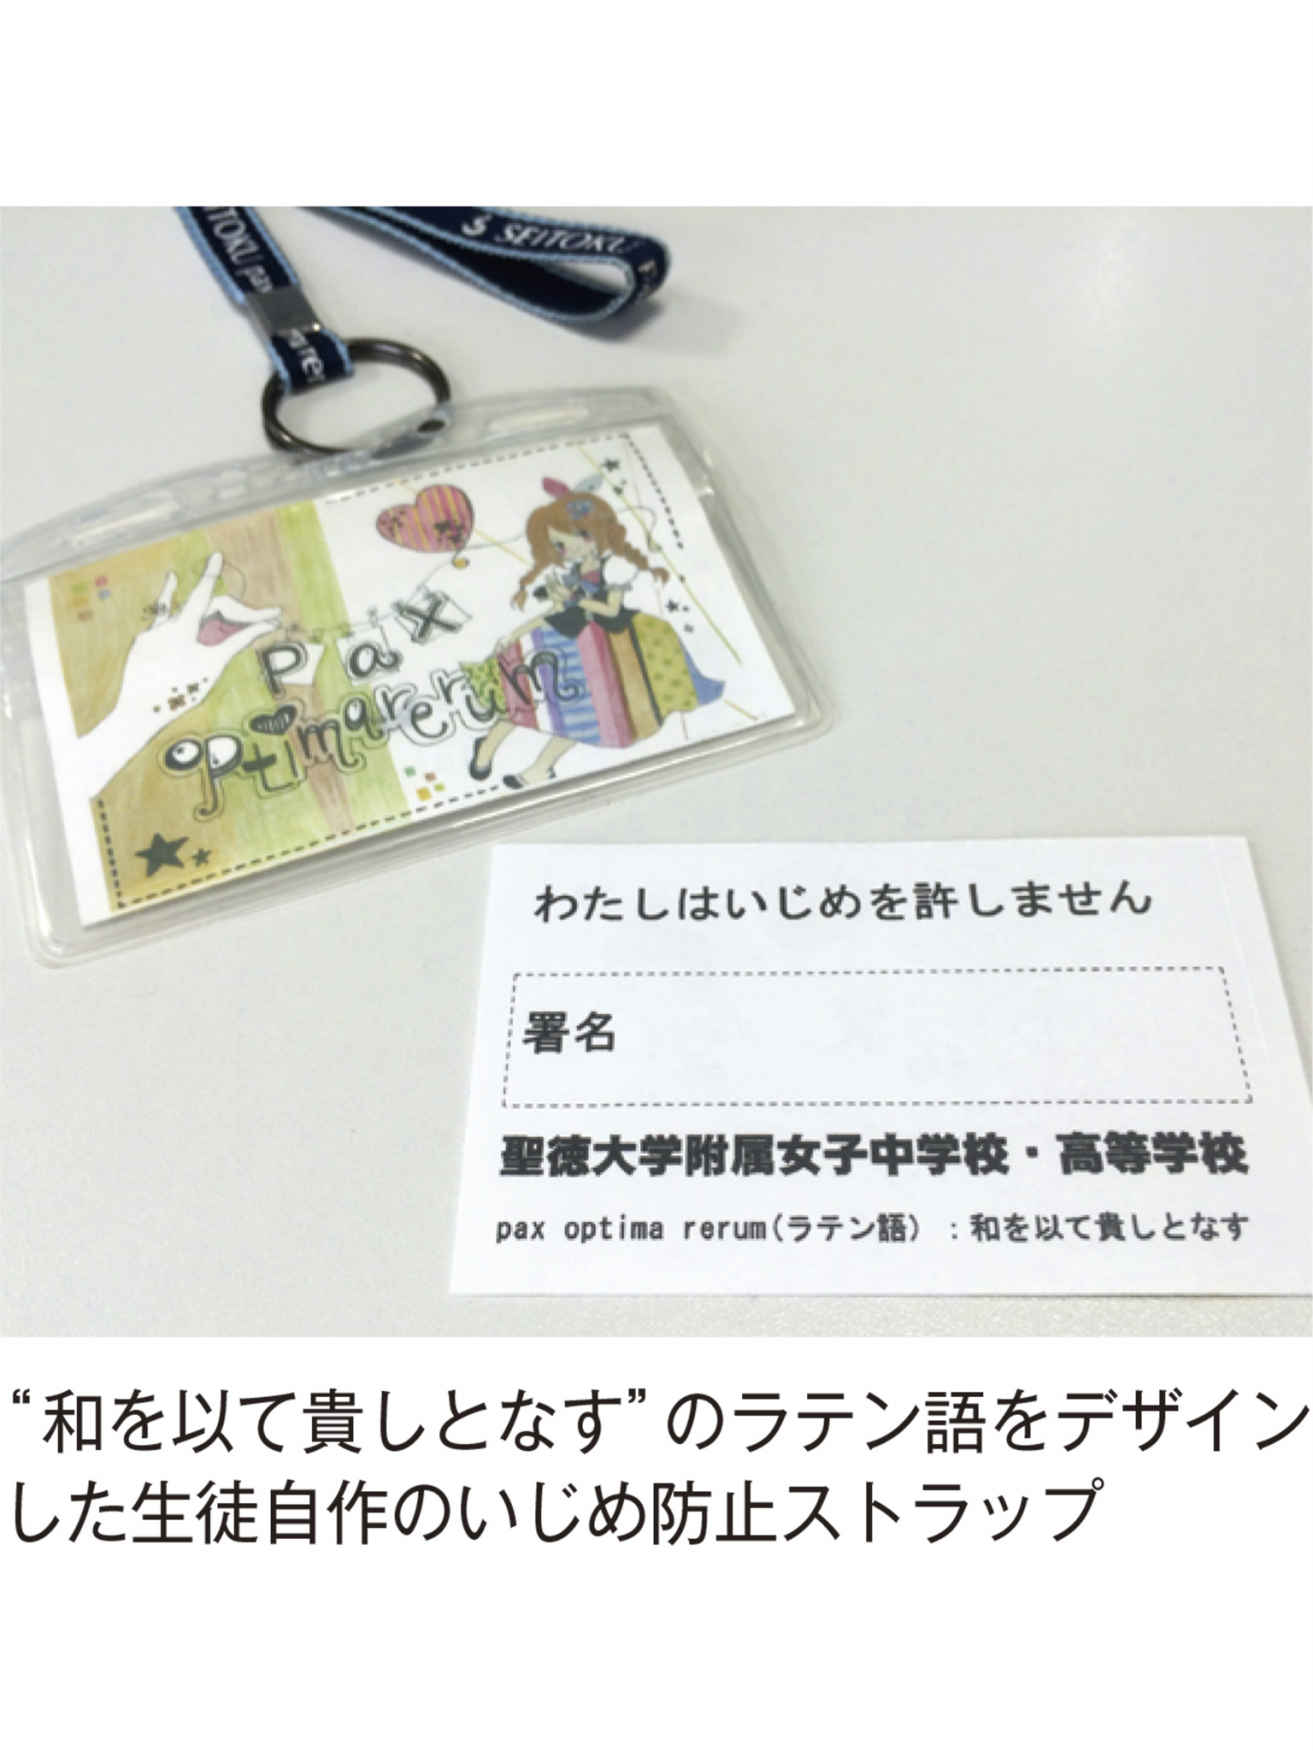 ITOKU pax
S SEITOKU
pax
optimarerum
わたしはいじめを許しません
署名
聖徳大学附属女子中学校・高等学校
pax optima rerum(ラテン語) : 和を以て貴しとなす
“和を以て貴しとなす”のラテン語をデザイン
した生徒自作のいじめ防止ストラップ